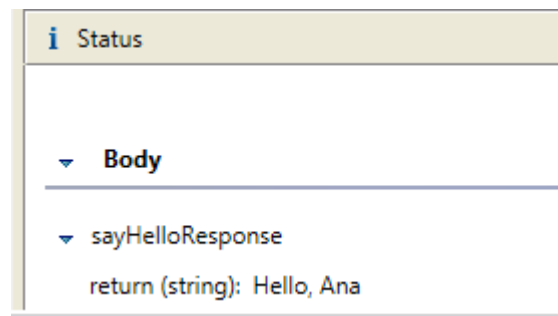 i Status
Body
sayHelloResponse
return (string): Hello, Ana